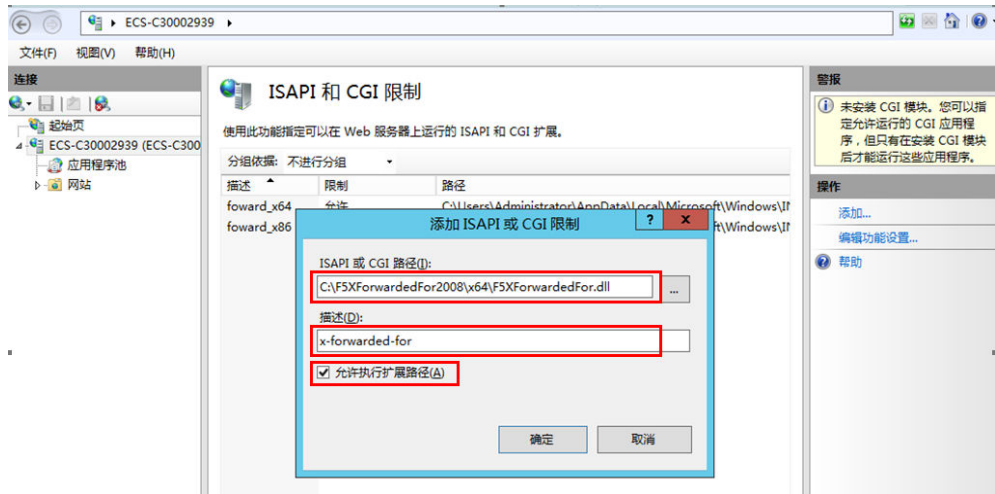 ECS-C30002939
文件(F) 视图(V) 帮助(H)
连接
起始页
ECS-C30002939 (ECS-C300
应用程序池
网站
ISAPI 和 CGI 限制
使用此功能指定可以在 Web 服务器上运行的 ISAPI 和 CGI 扩展。
分组依据: 不进行分组
描述 限制 路径
foward_x64 允许 C:\Users\Administrator\AppData\Local\Microsoft\Windows\IN
foward_x86 ft\Windows\IN
添加 ISAPI 或 CGI 限制 ? x
ISAPI 或 CGI 路径(I):
C:\F5XForwardedFor2008\x64\F5XForwardedFor.dll
...
描述(D):
x-forwarded-for
允许执行扩展路径(A)
确定 取消
警报
未安装 CGI 模块。您可以指
定允许运行的 CGI 应用程
序，但只有在安装 CGI 模块
后才能运行这些应用程序。
操作
添加...
编辑功能设置...
帮助